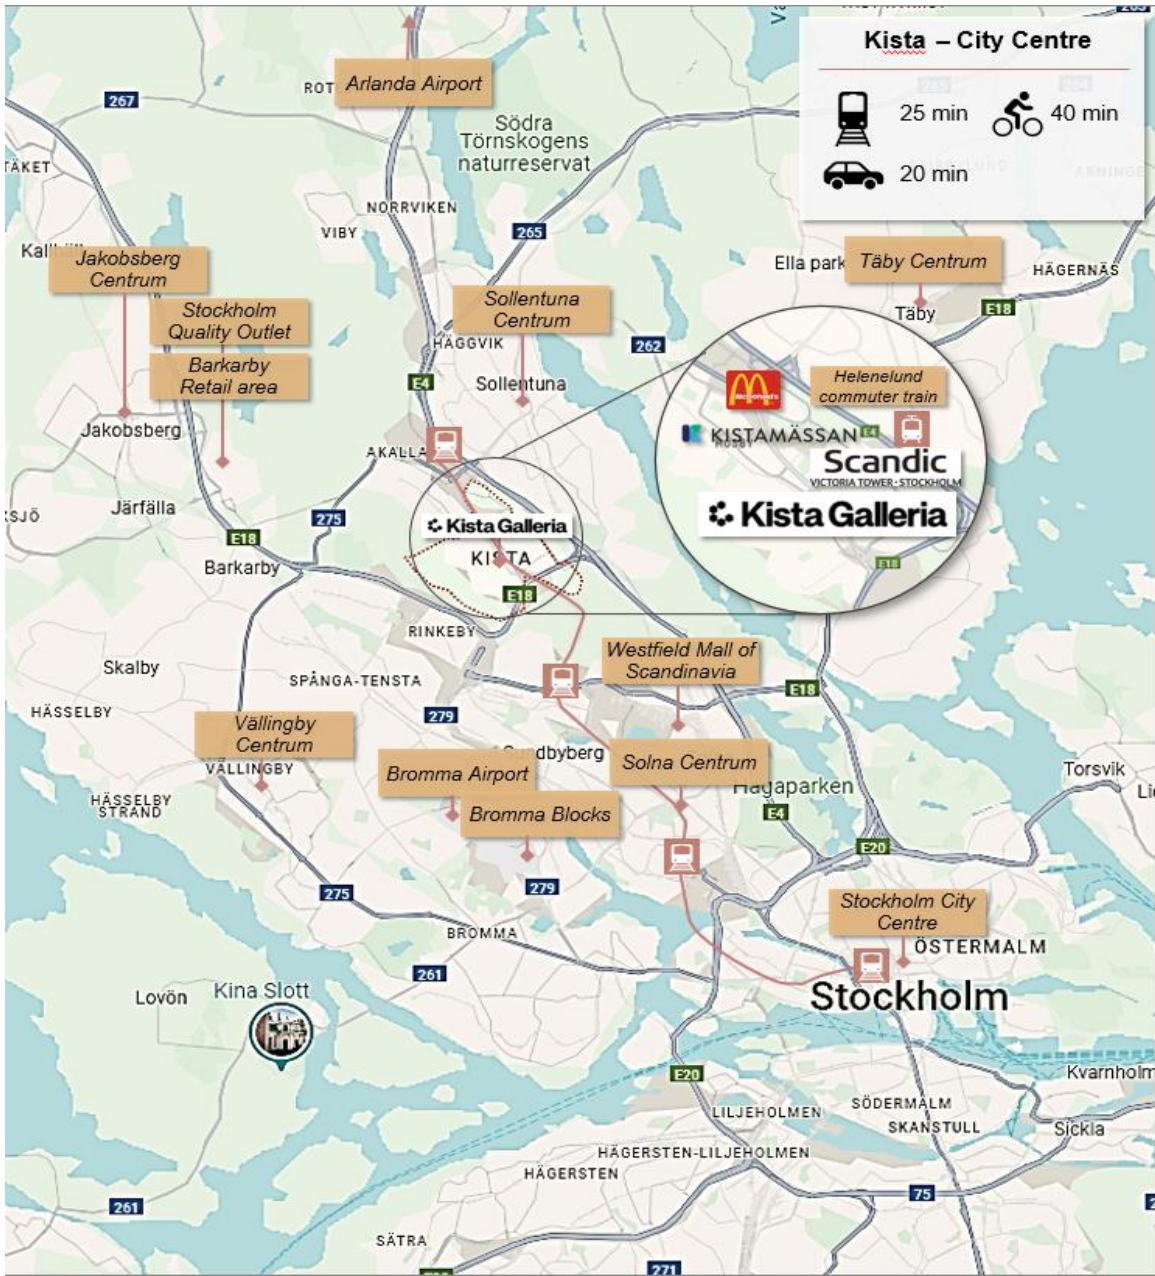 265
Kista – City Centre
25 min
40 min
20 min
Arlanda Airport
267
Södra
Törnskogens
naturreservat
TÄKET
NORRVIKEN
VIBY
265
Jakobsberg
Centrum
Ella park
Täby Centrum
HÄGERNÄS
Stockholm
Quality Outlet
Sollentuna
Centrum
E18
Täby
262
HÄGGVIK
Barkarby
Retail area
E4
Sollentuna
Helenelund
commuter train
McDonald's
Jakobsberg
KISTAMÄSSAN
E4
AKALLA
Scandic
VICTORIA TOWER · STOCKHOLM
Järfälla
KSJÖ
275
Kista Galleria
Kista Galleria
E18
Barkarby
KISTA
E18
E18
RINKEBY
Westfield Mall of
Scandinavia
Skalby
SPÅNGA-TENSTA
E18
HÄSSELBY
279
Vällingby
Centrum
VÄLLINGBY
Bromma Airport
Solna Centrum
Torsvik
HÄSSELBY
STRAND
Bromma Blocks
E4
E20
275
279
Stockholm City
Centre
BROMMA
ÖSTERMALM
261
Lovön
Kina Slott
Stockholm
E20
Kvarnholm
LILJEHOLMEN
SÖDERMALM
SKANSTULL
Sickla
HÄGERSTEN-LILJEHOLMEN
HÄGERSTEN
75
261
SÄTRA
271